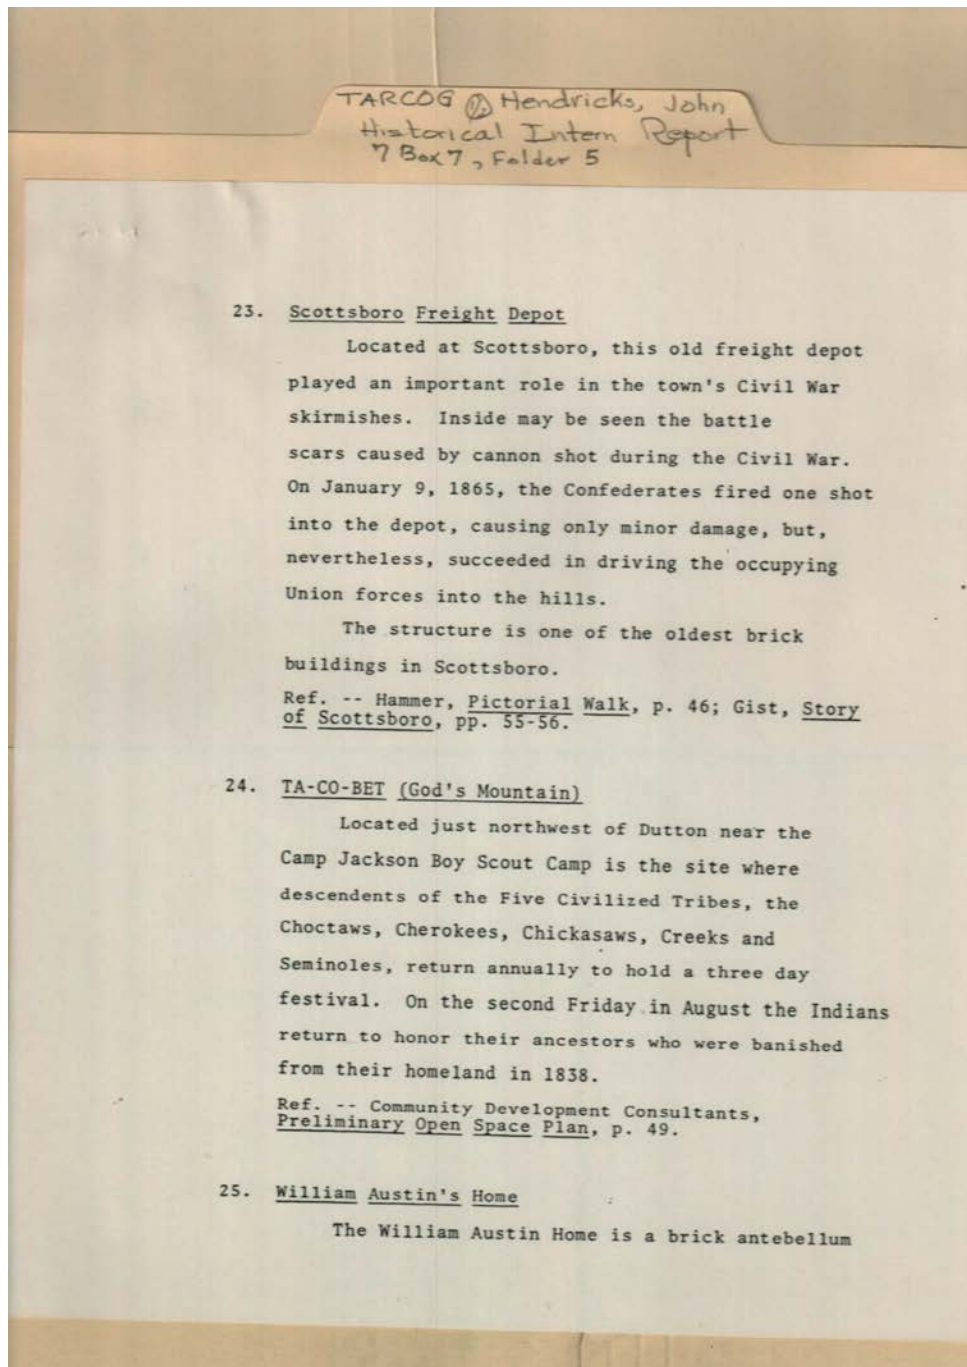 TARCOG Hendricks, John
Historical Intern Report
7 Box 7, Folder 5
23. Scottsboro Freight Depot
Located at Scottsboro, this old freight depot
played an important role in the town's Civil War
skirmishes. Inside may be seen the battle
scars caused by cannon shot during the Civil War.
On January 9, 1865, the Confederates fired one shot
into the depot, causing only minor damage, but,
nevertheless, succeeded in driving the occupying
Union forces into the hills.
The structure is one of the oldest brick
buildings in Scottsboro.
Ref. -- Hammer, Pictorial Walk, p. 46; Gist, Story
of Scottsboro, pp. 55-56.
24. TA-CO-BET (God's Mountain)
Located just northwest of Dutton near the
Camp Jackson Boy Scout Camp is the site where
descendents of the Five Civilized Tribes, the
Choctaws, Cherokees, Chickasaws, Creeks and
Seminoles, return annually to hold a three day
festival. On the second Friday in August the Indians
return to honor their ancestors who were banished
from their homeland in 1838.
Ref. -- Community Development Consultants,
Preliminary Open Space Plan, p. 49.
25. William Austin's Home
The William Austin Home is a brick antebellum